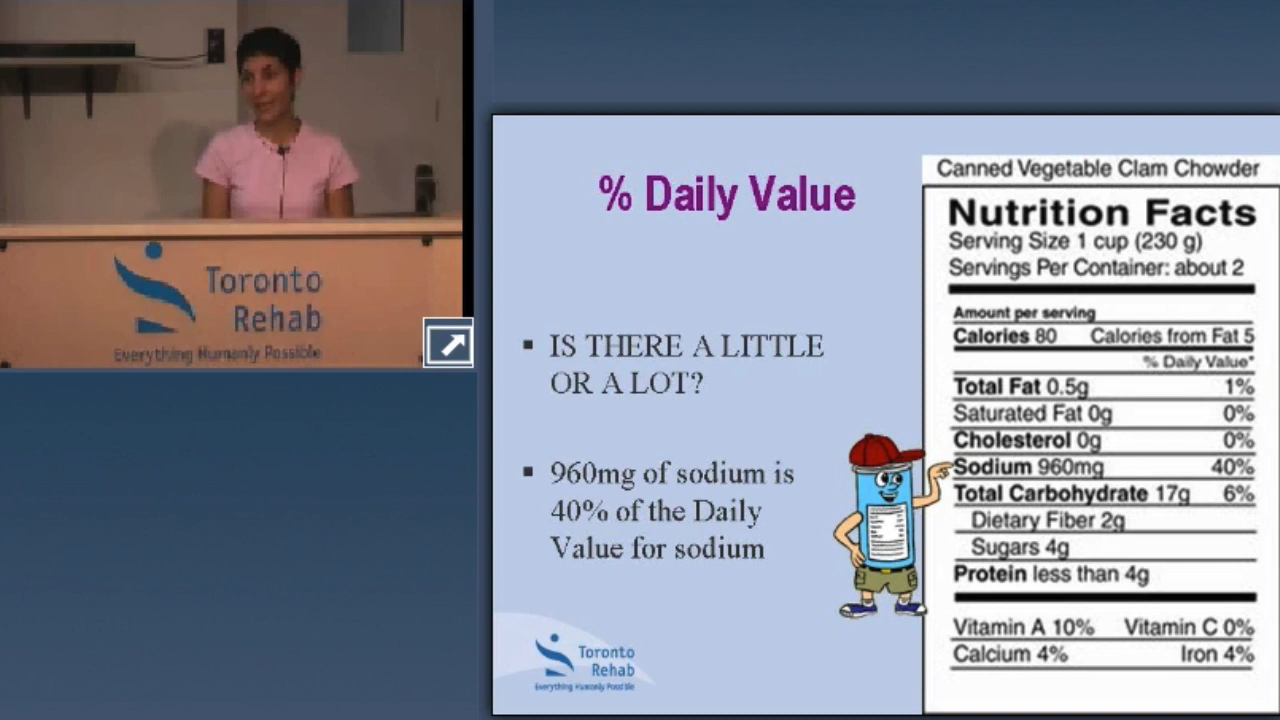 Toronto
Rehab
Everything Humanly Possible
% Daily Value
IS THERE A LITTLE
OR A LOT?
960mg of sodium is
40% of the Daily
Value for sodium
Toronto
Rehab
Everything Humanly Possible
Canned Vegetable Clam Chowder
Nutrition Facts
Serving Size 1 cup (230 g)
Servings Per Container: about 2
Amount per serving
Calories 80 Calories from Fat 5
% Daily Value*
Total Fat 0.5g 1%
Saturated Fat 0g 0%
Cholesterol 0g 0%
Sodium 960mg 40%
Total Carbohydrate 17g 6%
Dietary Fiber 2g
Sugars 4g
Protein less than 4g
Vitamin A 10% Vitamin C 0%
Calcium 4% Iron 4%